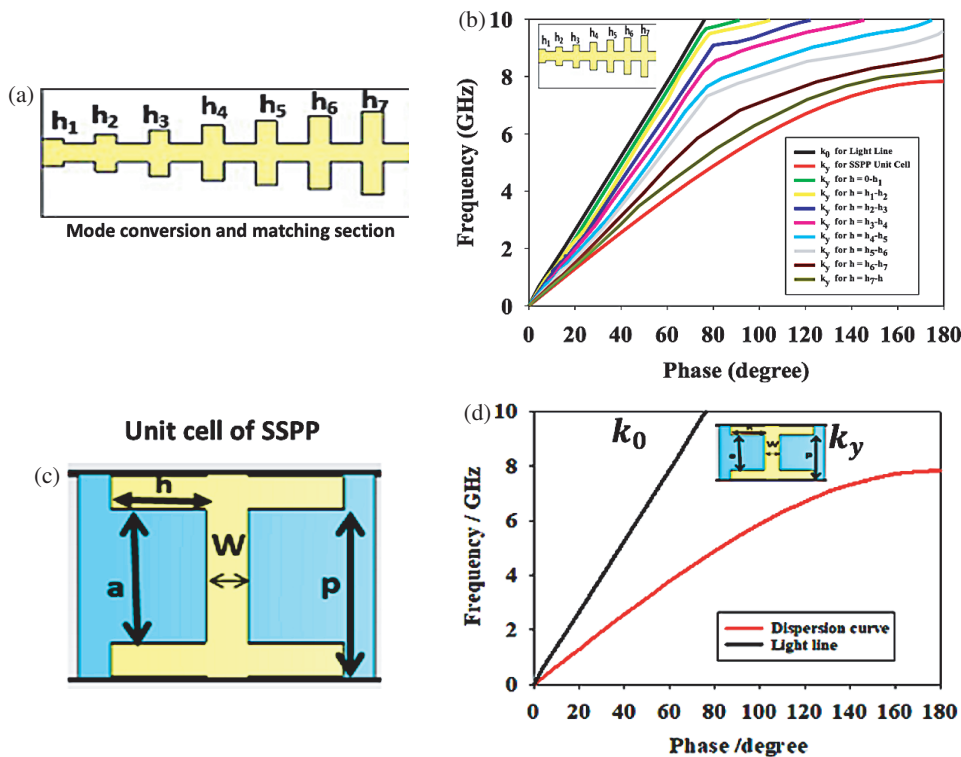 (a)
h1 h2 h3 h4 h5 h6 h7
Mode conversion and matching section
(b)
h1 h2 h3 h4 h5 h6 h7
10
8
6
4
2
0
Frequency (GHz)
0 20 40 60 80 100 120 140 160 180
Phase (degree)
k0 for Light Line
ky for SSPP Unit Cell
ky for h = 0-h1
ky for h = h1-h2
ky for h = h2-h3
ky for h = h3-h4
ky for h = h4-h5
ky for h = h5-h6
ky for h = h6-h7
ky for h = h7-h
Unit cell of SSPP
(c)
h
W
a
p
(d)
10
8
6
4
2
0
Frequency / GHz
k0
ky
W
a
p
Dispersion curve
Light line
0 20 40 60 80 100 120 140 160 180
Phase /degree